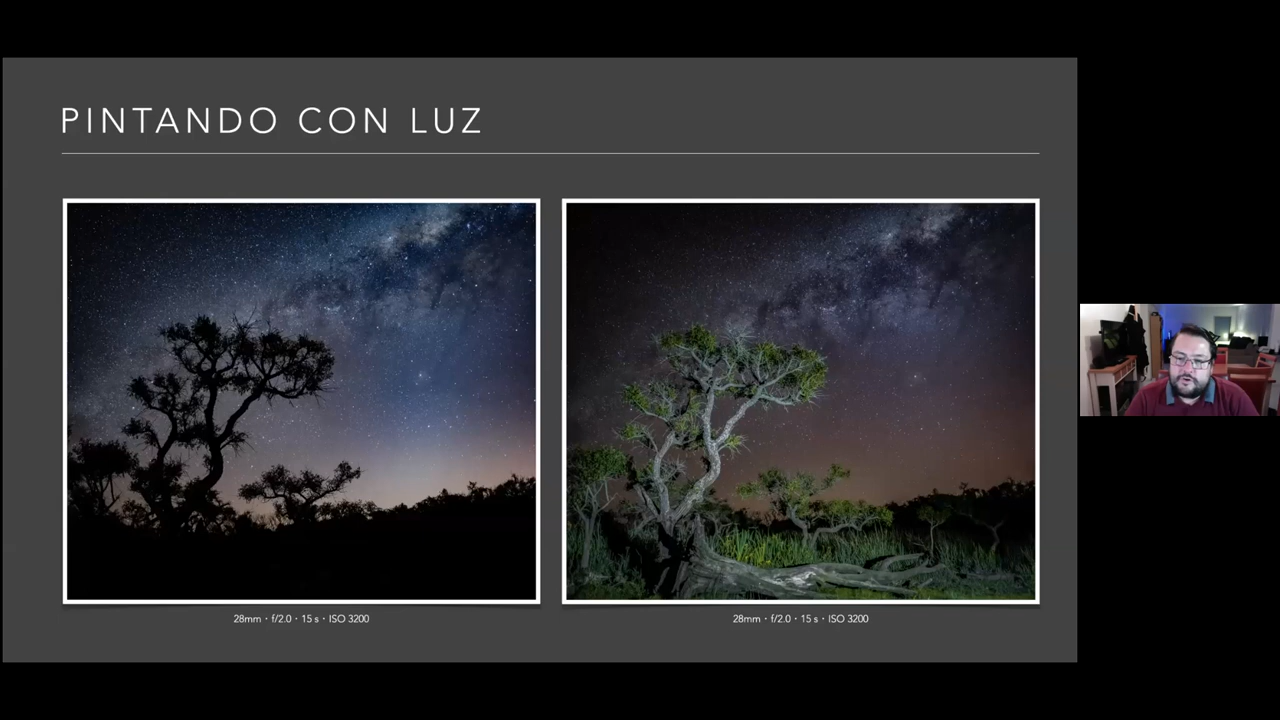 PINTANDO CON LUZ
28mm • f/2.0 • 15 s • ISO 3200
28mm • f/2.0 • 15 s • ISO 3200